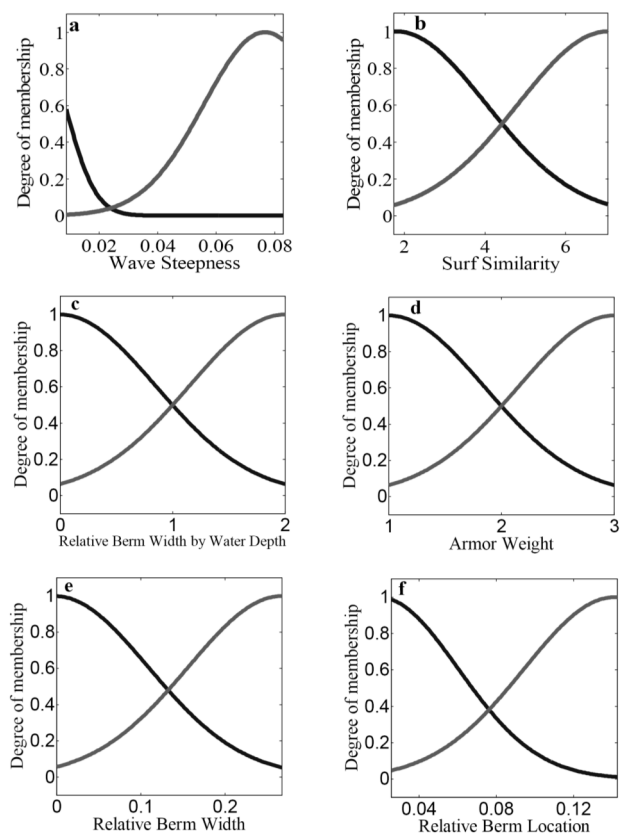 a
Degree of membership
1
0.8
0.6
0.4
0.2
0
0.02 0.04 0.06 0.08
Wave Steepness
b
Degree of membership
1
0.8
0.6
0.4
0.2
0
2 4 6
Surf Similarity
c
Degree of membership
1
0.8
0.6
0.4
0.2
0
0 1 2
Relative Berm Width by Water Depth
d
Degree of membership
1
0.8
0.6
0.4
0.2
0
1 2 3
Armor Weight
e
Degree of membership
1
0.8
0.6
0.4
0.2
0
0 0.1 0.2
Relative Berm Width
f
Degree of membership
1
0.8
0.6
0.4
0.2
0
0.04 0.08 0.12
Relative Berm Location